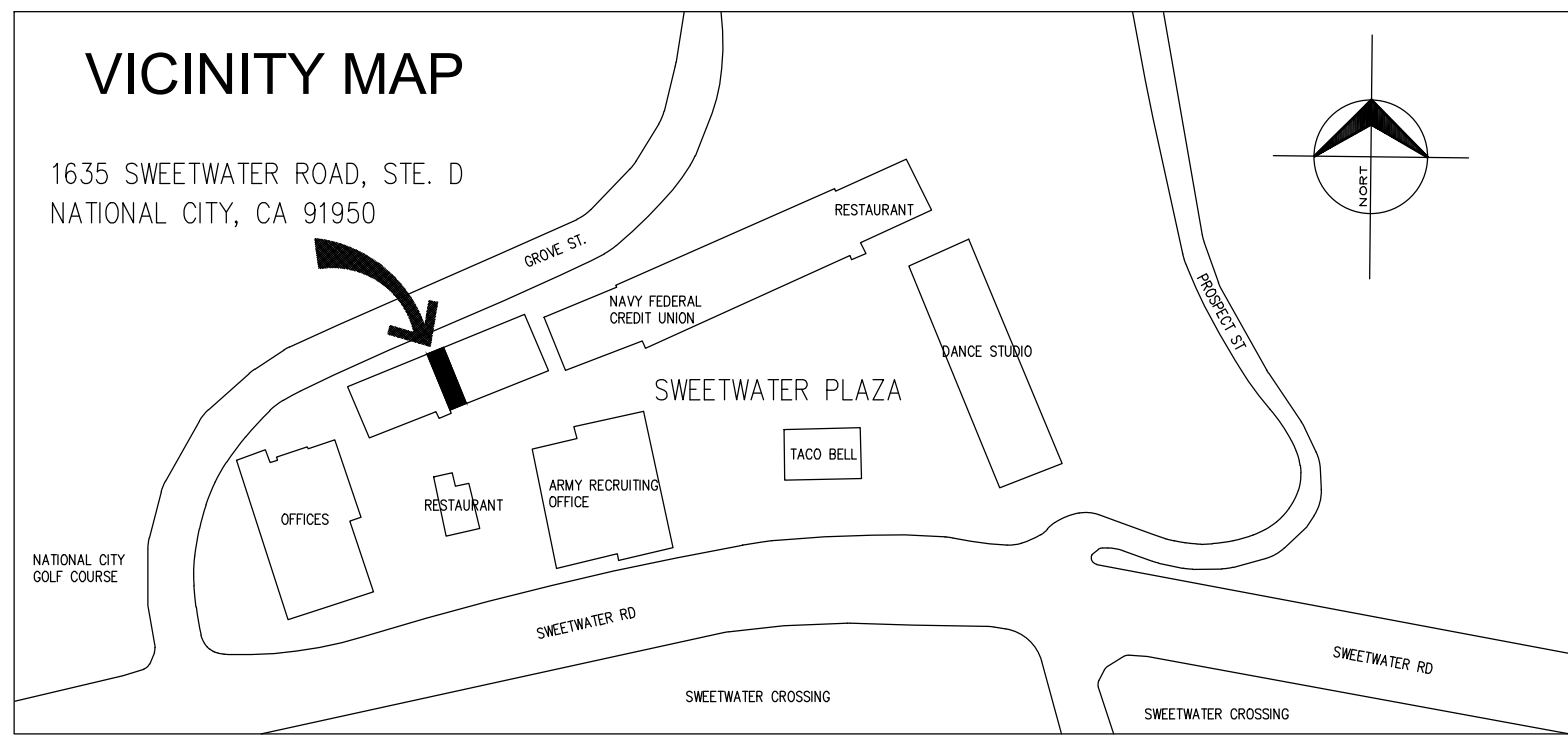 VICINITY MAP
1635 SWEETWATER ROAD, STE. D
NATIONAL CITY, CA 91950
NORT
GROVE ST.
RESTAURANT
NAVY FEDERAL
CREDIT UNION
PROSPECT ST
DANCE STUDIO
SWEETWATER PLAZA
TACO BELL
ARMY RECRUITING
OFFICE
RESTAURANT
OFFICES
NATIONAL CITY
GOLF COURSE
SWEETWATER RD
SWEETWATER RD
SWEETWATER CROSSING
SWEETWATER CROSSING